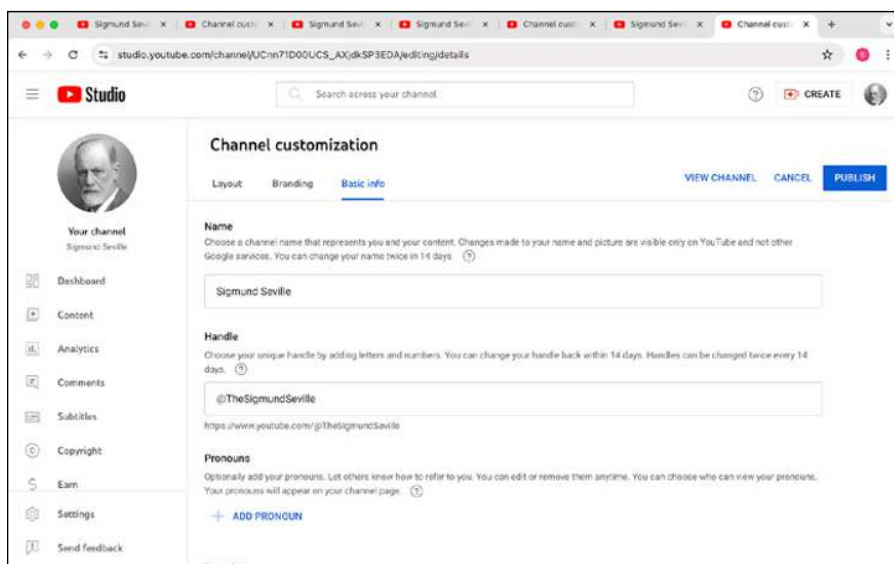 Sigmund Sevil
Channel custo
Sigmund Sevil
Sigmund Sevil
Channel custo
Sigmund Sevil
Channel custo
studio.youtube.com/channel/UCnn71D00UCS_AXjdkSP3EDA/editing/details
Studio
Search across your channel
CREATE
Channel customization
Layout Branding Basic info
VIEW CHANNEL CANCEL PUBLISH
Your channel
Sigmund Seville
Dashboard
Content
Analytics
Comments
Subtitles
Copyright
Earn
Settings
Send feedback
Name
Choose a channel name that represents you and your content. Changes made to your name and picture are visible only on YouTube and not other
Google services. You can change your name twice in 14 days.
Sigmund Seville
Handle
Choose your unique handle by adding letters and numbers. You can change your handle back within 14 days. Handles can be changed twice every 14
days.
@TheSigmundSeville
https://www.youtube.com/@TheSigmundSeville
Pronouns
Optionally add your pronouns. Let others know how to refer to you. You can edit or remove them anytime. You can choose who can view your pronouns.
Your pronouns will appear on your channel page.
ADD PRONOUN